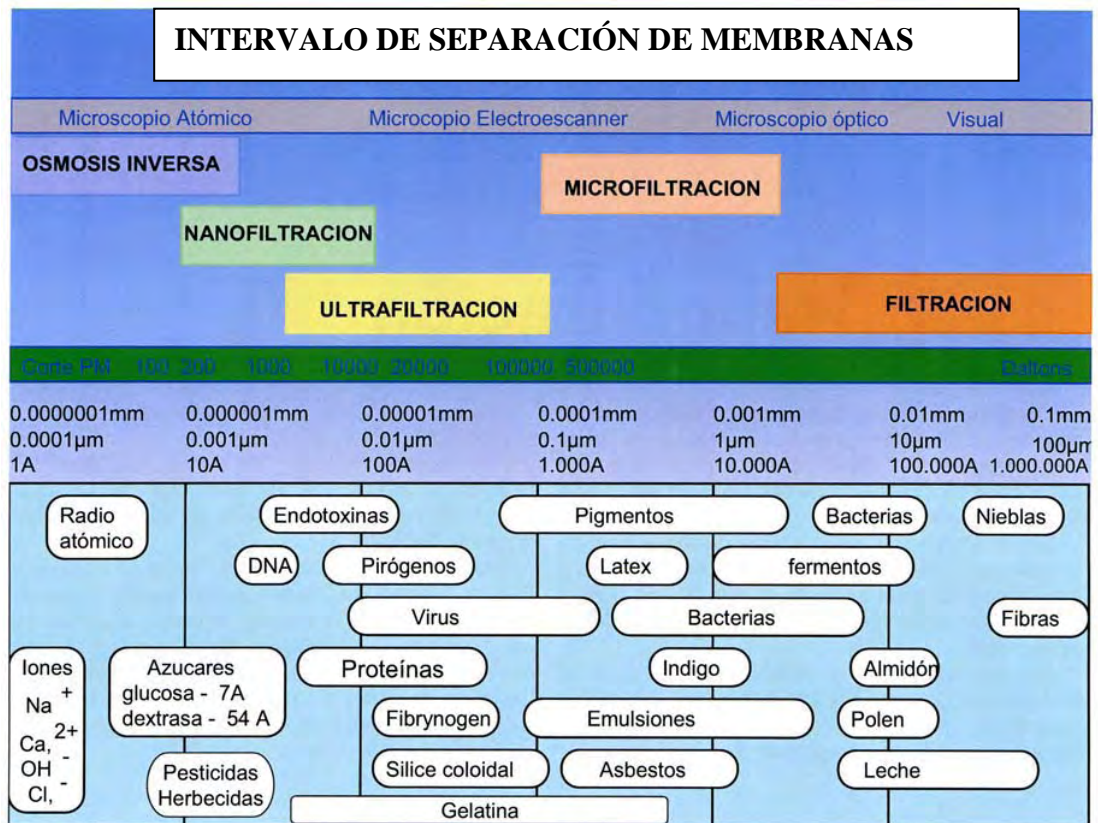 INTERVALO DE SEPARACIÓN DE MEMBRANAS
Microscopio Atómico Microcopio Electroescanner Microscopio óptico Visual
OSMOSIS INVERSA
MICROFILTRACION
NANOFILTRACION
ULTRAFILTRACION
FILTRACION
Corte PM 100 200 1000 10000 20000 100000 500000 Daltons
0.0000001mm 0.000001mm 0.00001mm 0.0001mm 0.001mm 0.01mm 0.1mm
0.0001µm 0.001µm 0.01µm 0.1µm 1µm 10µm 100µm
1A 10A 100A 1.000A 10.000A 100.000A 1.000.000A
Radio
atómico
Endotoxinas
Pigmentos
Bacterias
Nieblas
DNA
Pirógenos
Latex
fermentos
Virus
Bacterias
Fibras
Iones
Na +
Ca, 2+
OH -
Cl, -
Azucares
glucosa - 7A
dextrasa - 54 A
Proteínas
Indigo
Almidón
Fibrynogen
Emulsiones
Polen
Pesticidas
Herbecidas
Silice coloidal
Asbestos
Leche
Gelatina